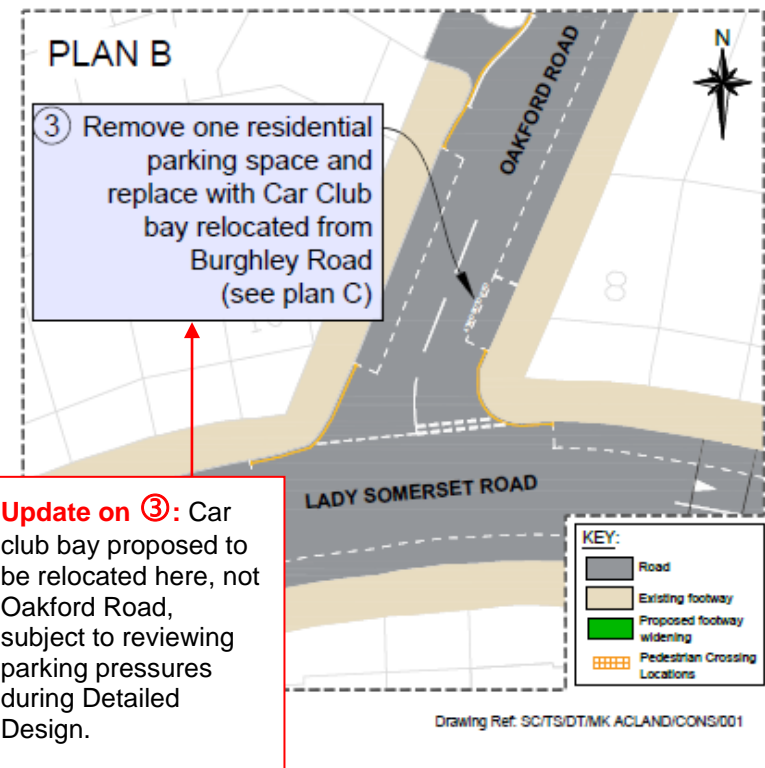 PLAN B
OAKFORD ROAD
N
3 Remove one residential
parking space and
replace with Car Club
bay relocated from
Burghley Road
(see plan C)
8
LADY SOMERSET ROAD
Update on ③: Car
club bay proposed to
be relocated here, not
Oakford Road,
subject to reviewing
parking pressures
during Detailed
Design.
KEY:
Road
Existing footway
Proposed footway
widening
Pedestrian Crossing
Locations
Drawing Ref: SC/TS/DT/MK ACLAND/CONS/001